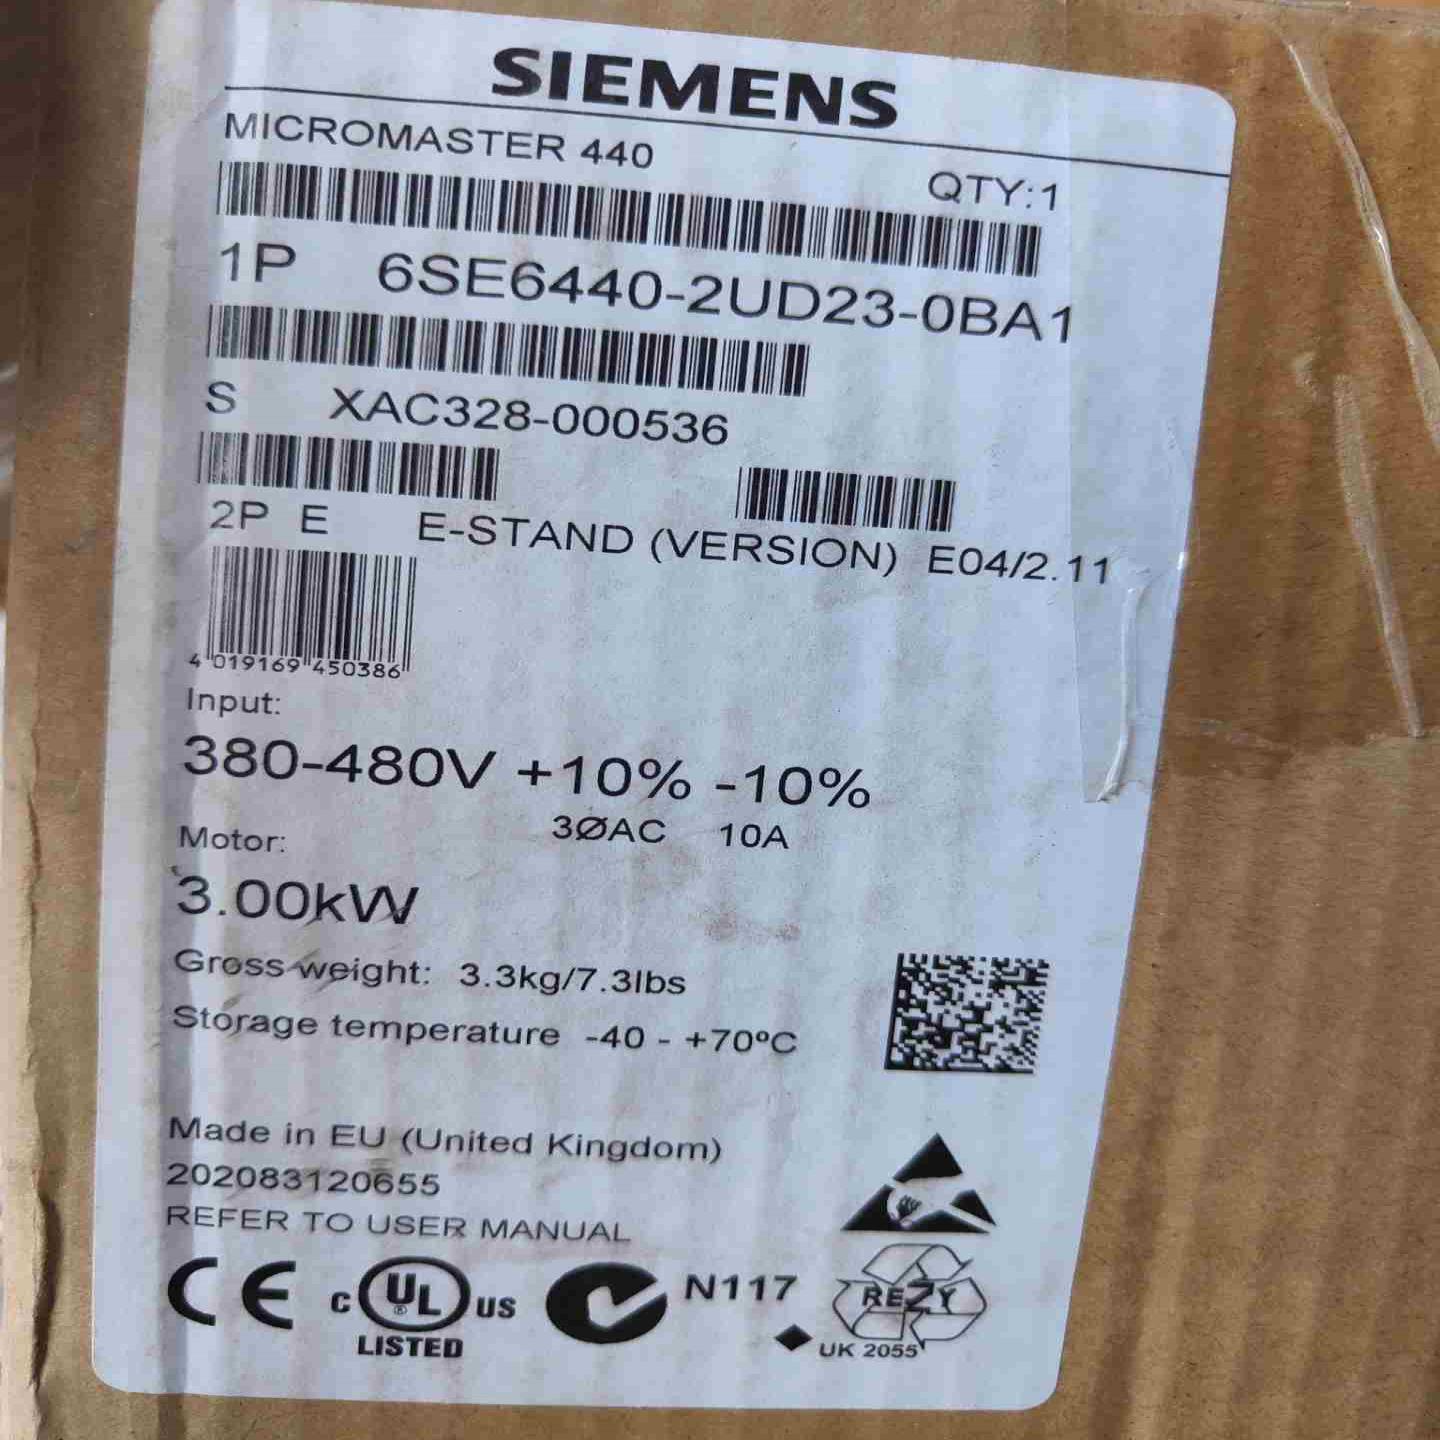 SIEMENS
MICROMASTER 440
QTY:1
1P 6SE6440-2UD23-0BA1
S XAC328-000536
2P E E-STAND (VERSION) E04/2.11
4 019169 450386
Input:
380-480V +10% -10%
3ØAC 10A
Motor:
3.00kW
Gross weight: 3.3kg/7.3lbs
Storage temperature -40 - +70ºC
Made in EU (United Kingdom)
202083120655
REFER TO USER MANUAL
CE C UL ® US LISTED N117 REZY
UK 2055